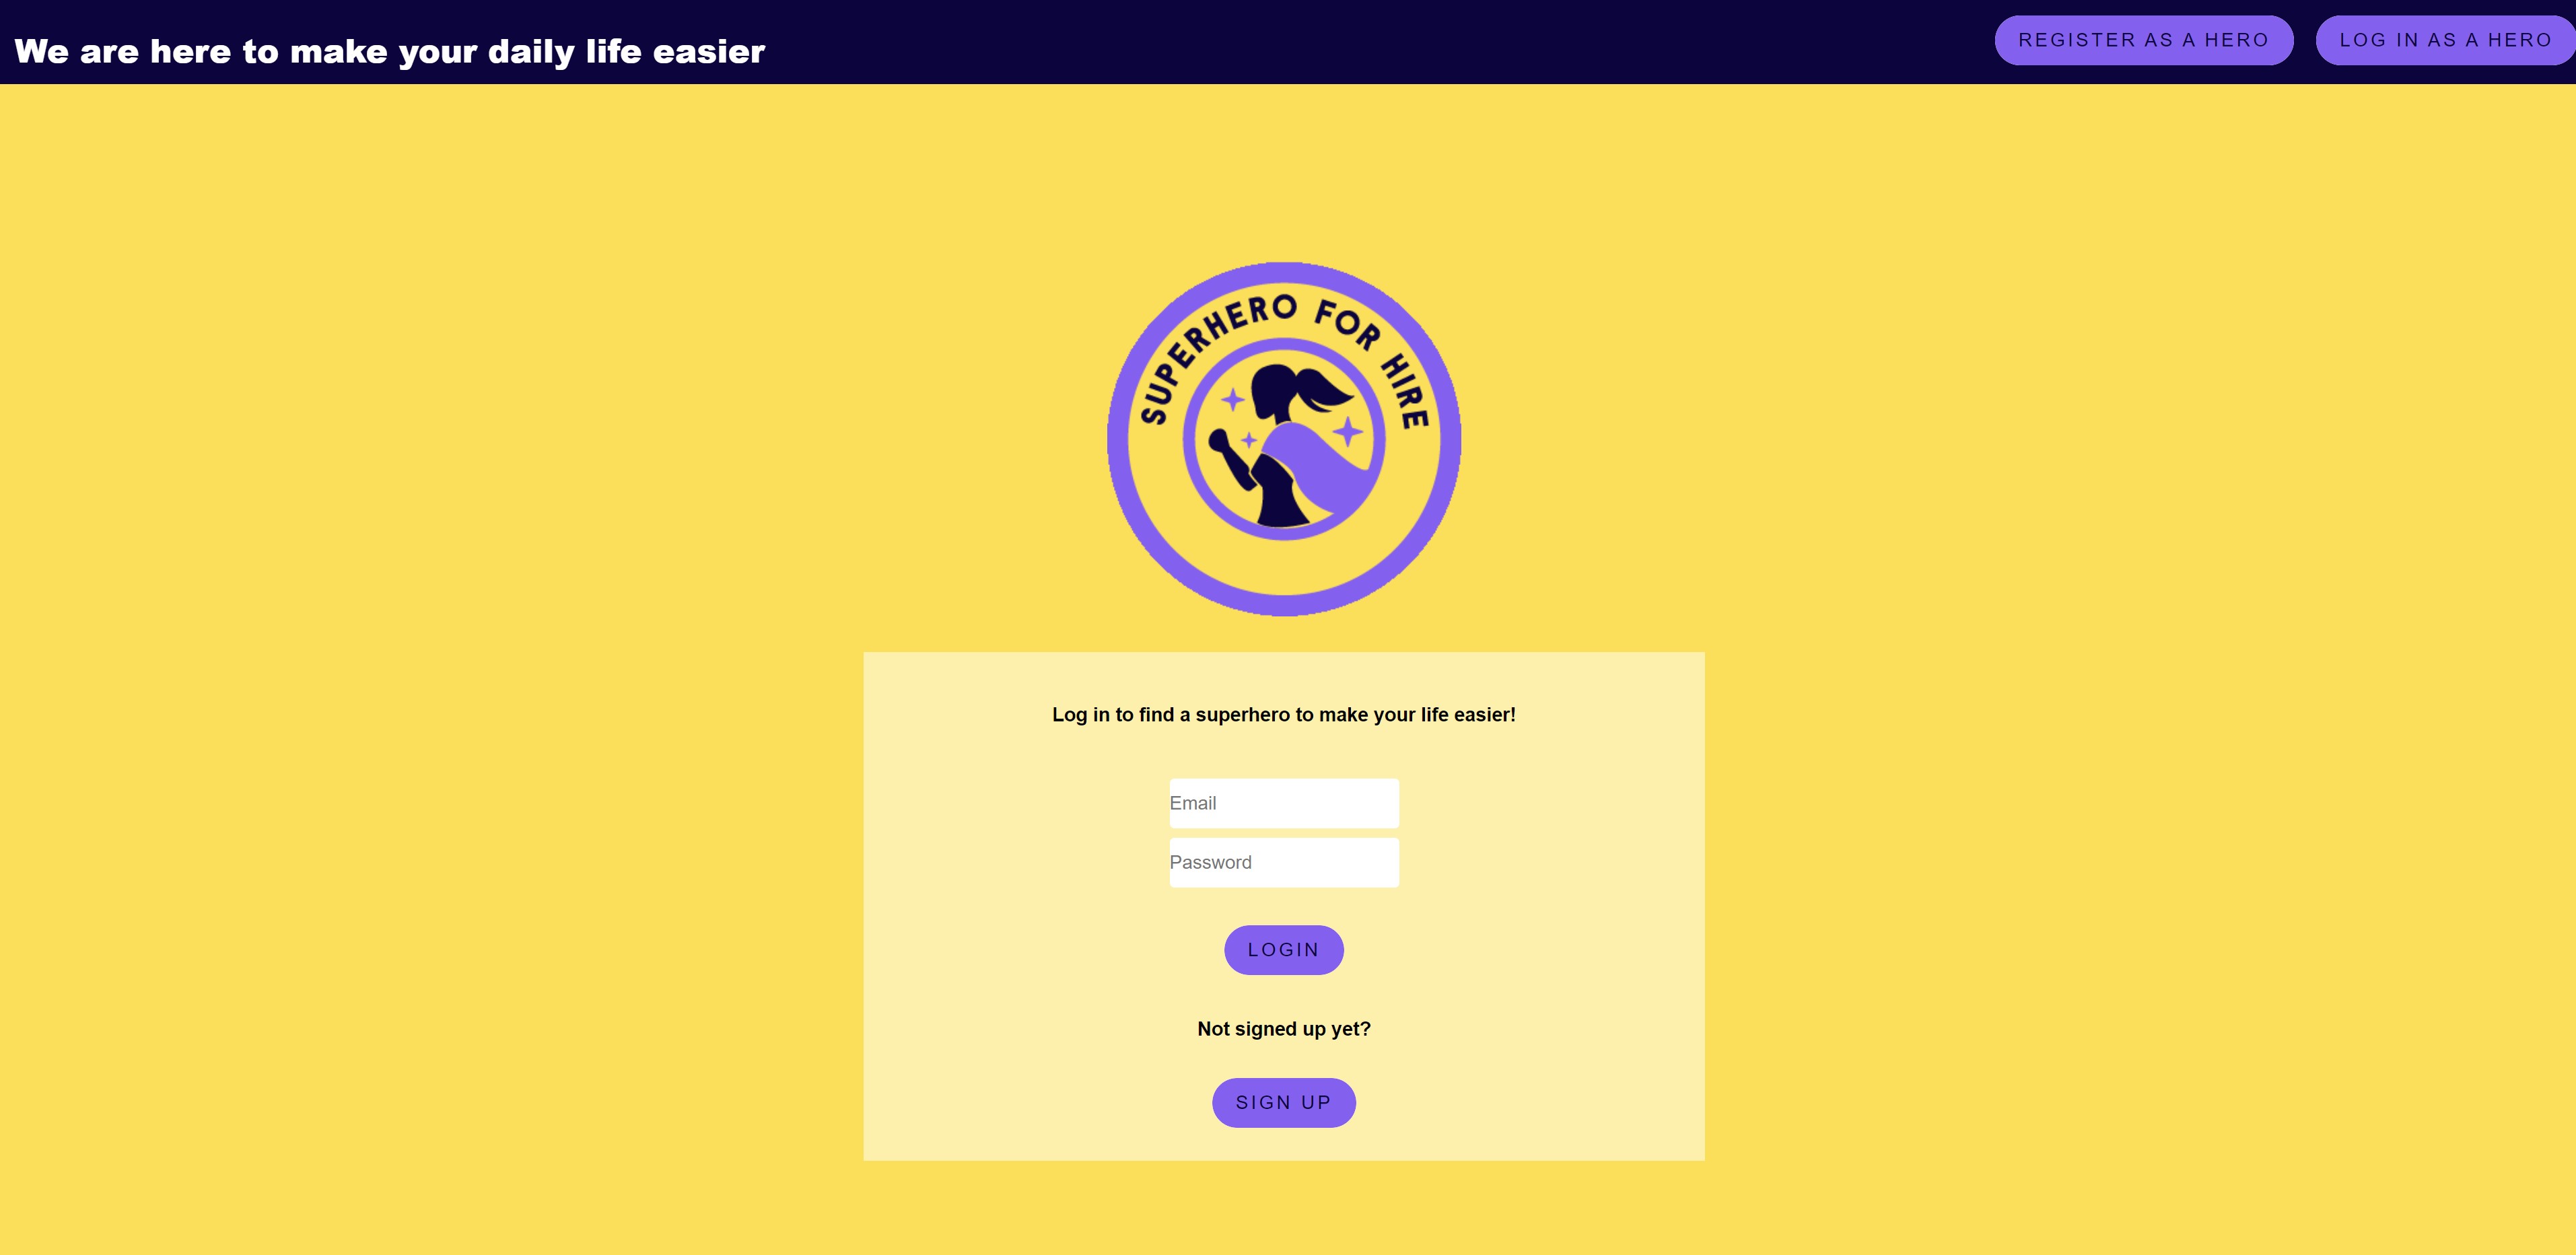 We are here to make your daily life easier
REGISTER AS A HERO
LOG IN AS A HERO
SUPERHERO FOR HIRE
Log in to find a superhero to make your life easier!
Email
Password
LOGIN
Not signed up yet?
SIGN UP